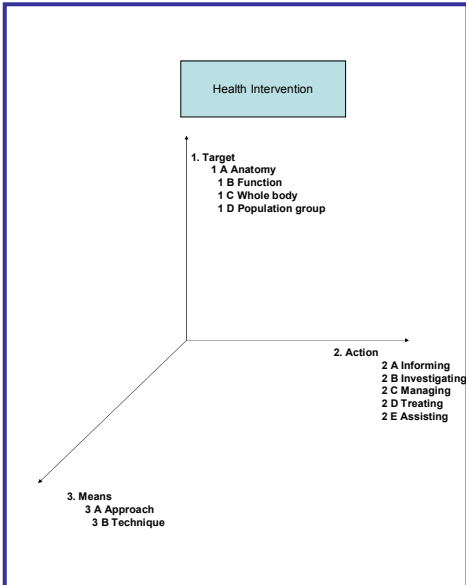 Health Intervention
1. Target
1 A Anatomy
1 B Function
1 C Whole body
1 D Population group
2. Action
2 A Informing
2 B Investigating
2 C Managing
2 D Treating
2 E Assisting
3. Means
3 A Approach
3 B Technique